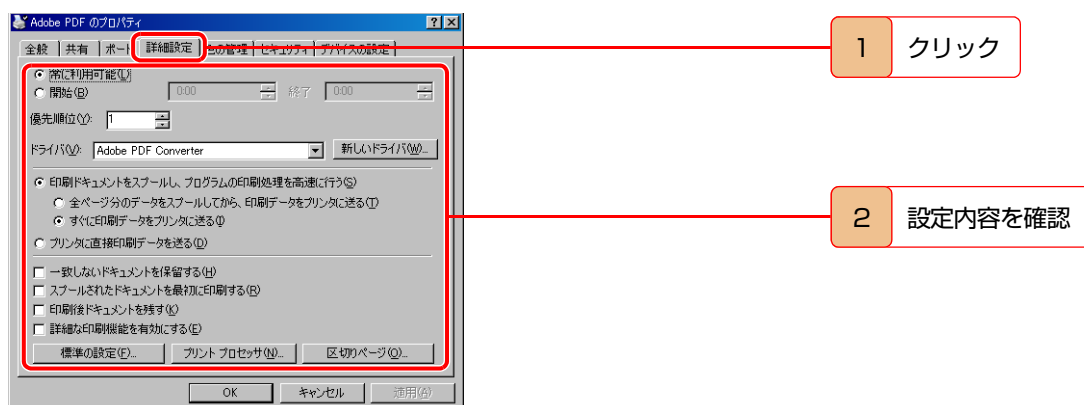 Adobe PDF のプロパティ
全般 共有 ポート 詳細設定 色の管理 セキュリティ デバイスの設定
1 クリック
常に利用可能(L)
開始(B) 0:00 終了 0:00
優先順位(Y): 1
ドライバ(V): Adobe PDF Converter 新しいドライバ(W)...
印刷ドキュメントをスプールし、プログラムの印刷処理を高速に行う(S)
全ページ分のデータをスプールしてから、印刷データをプリンタに送る(T)
すぐに印刷データをプリンタに送る(I)
2 設定内容を確認
プリンタに直接印刷データを送る(D)
一致しないドキュメントを保留する(H)
スプールされたドキュメントを最初に印刷する(R)
印刷後ドキュメントを残す(K)
詳細な印刷機能を有効にする(E)
標準の設定(F)... プリント プロセッサ(N)... 区切りページ(O)...
OK キャンセル 適用(A)